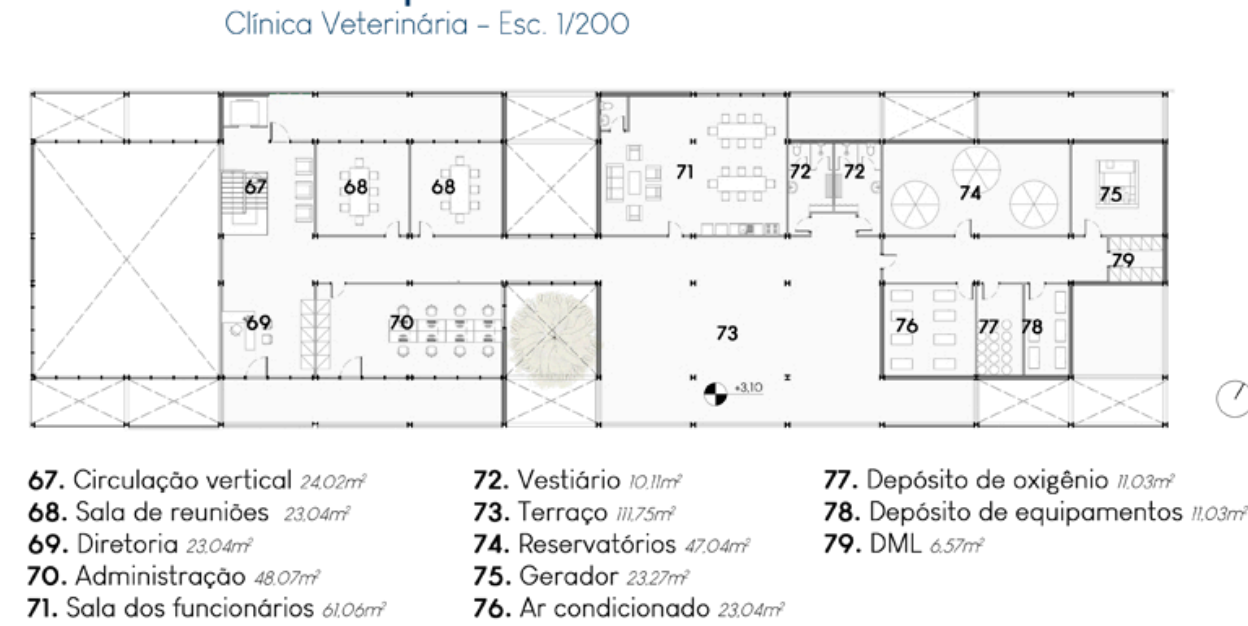 Clínica Veterinária – Esc. 1/200
67
68
68
71
72
72
74
75
79
69
70
73
76
77
78
+3,10
67. Circulação vertical 24,02m²
68. Sala de reuniões 23,04m²
69. Diretoria 23,04m²
70. Administração 48,07m²
71. Sala dos funcionários 61,06m²
72. Vestiário 10,11m²
73. Terraço 111,75m²
74. Reservatórios 47,04m²
75. Gerador 23,27m²
76. Ar condicionado 23,04m²
77. Depósito de oxigênio 11,03m²
78. Depósito de equipamentos 11,03m²
79. DML 6,57m²